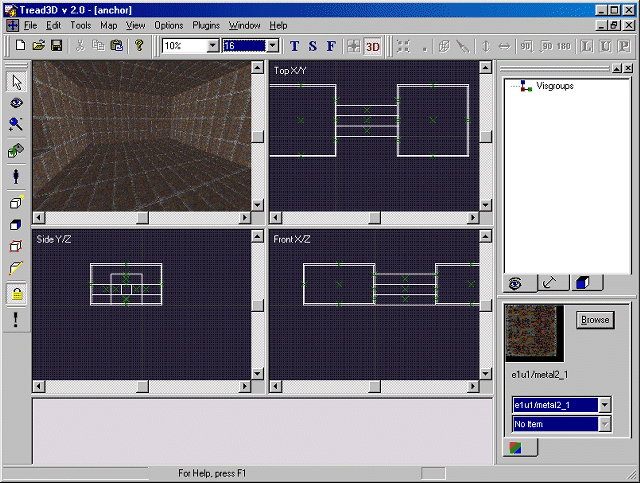 Tread3D v 2.0 - [anchor]
File Edit Tools Map View Options Plugins Window Help
10% 16 T S F 3D 90 90 180 L U P
Top X/Y
Visgroups
Side Y/Z
Front X/Z
Browse
e1u1/metal2_1
e1u1/metal2_1
No Item
For Help, press F1